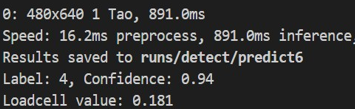 0: 480x640 1 Tao, 891.0ms
Speed: 16.2ms preprocess, 891.0ms inference,
Results saved to runs/detect/predict6
Label: 4, Confidence: 0.94
Loadcell value: 0.181